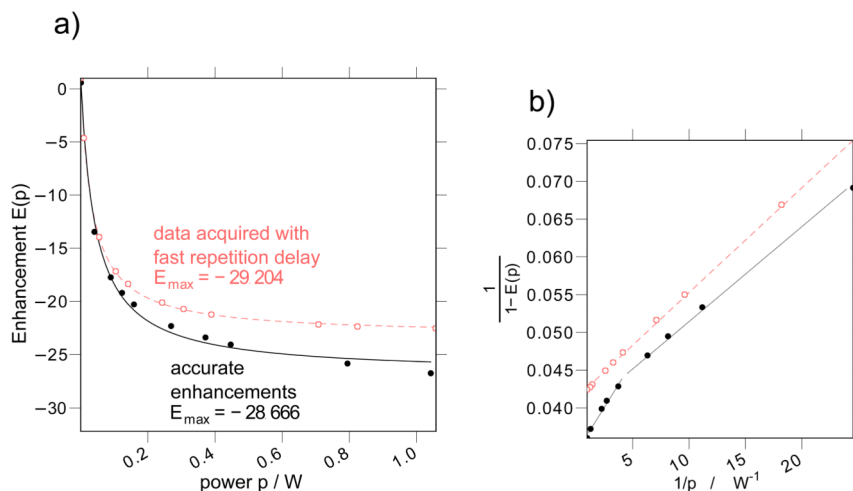 a)
0
−5
−10
−15
−20
−25
−30
Enhancement E(p)
data acquired with
fast repetition delay
E_max = − 29 204
accurate
enhancements
E_max = − 28 666
0.2
0.4
0.6
0.8
1.0
power p / W
b)
0.075
0.070
0.065
0.060
0.055
0.050
0.045
0.040
1
1− E(p)
5
10
15
20
1/p / W⁻¹